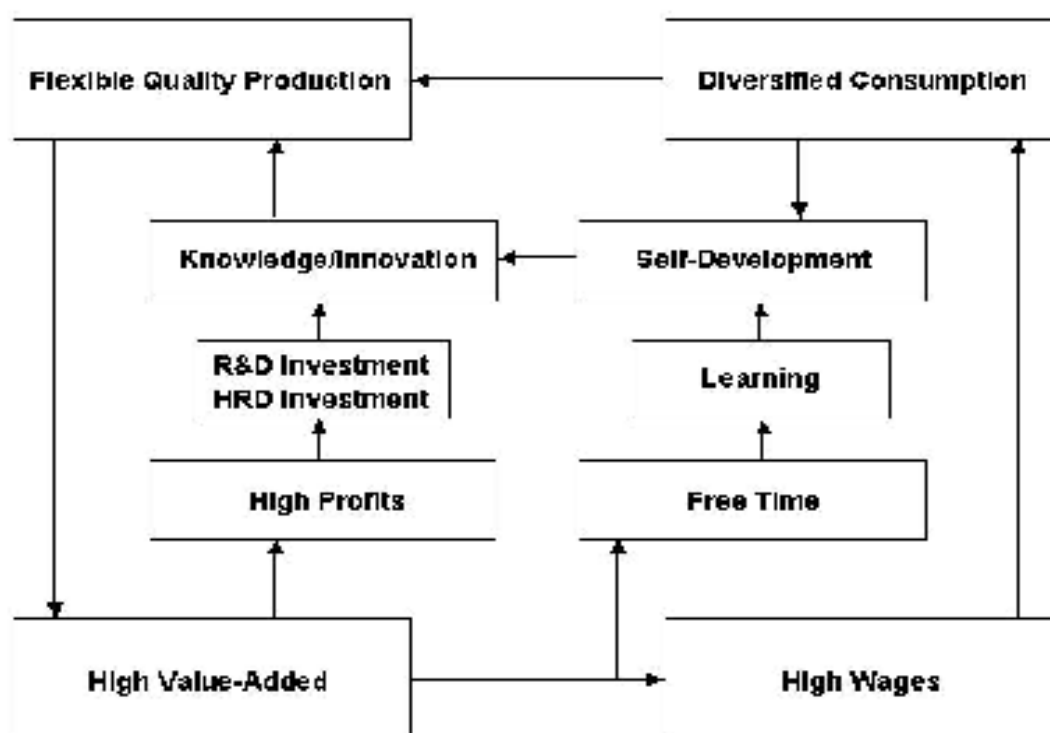 Flexible Quality Production
Diversified Consumption
Knowledge/Innovation
Self-Development
R&D Investment
HRD Investment
Learning
High Profits
Free Time
High Value-Added
High Wages